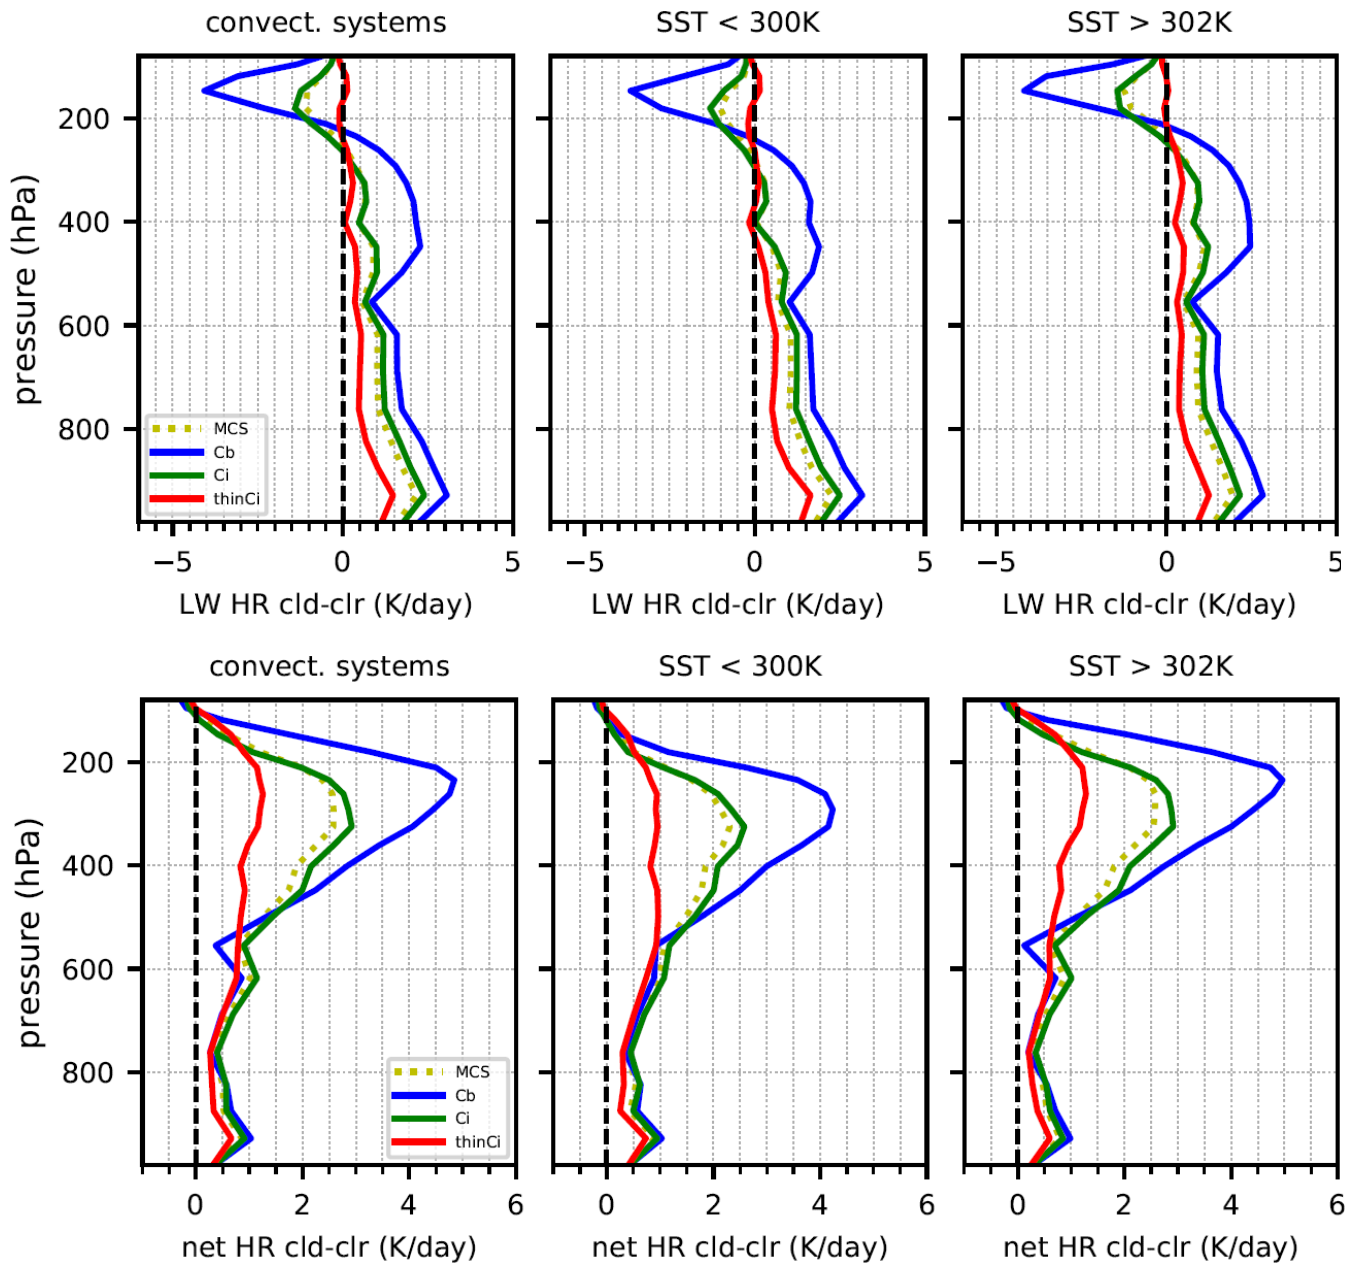 convect. systems
SST < 300K
SST > 302K
pressure (hPa)
200
400
600
800
MCS
Cb
Ci
thinCi
−5 0 5
−5 0 5
−5 0 5
LW HR cld-clr (K/day)
LW HR cld-clr (K/day)
LW HR cld-clr (K/day)
convect. systems
SST < 300K
SST > 302K
pressure (hPa)
200
400
600
800
MCS
Cb
Ci
thinCi
0 2 4 6
0 2 4 6
0 2 4 6
net HR cld-clr (K/day)
net HR cld-clr (K/day)
net HR cld-clr (K/day)